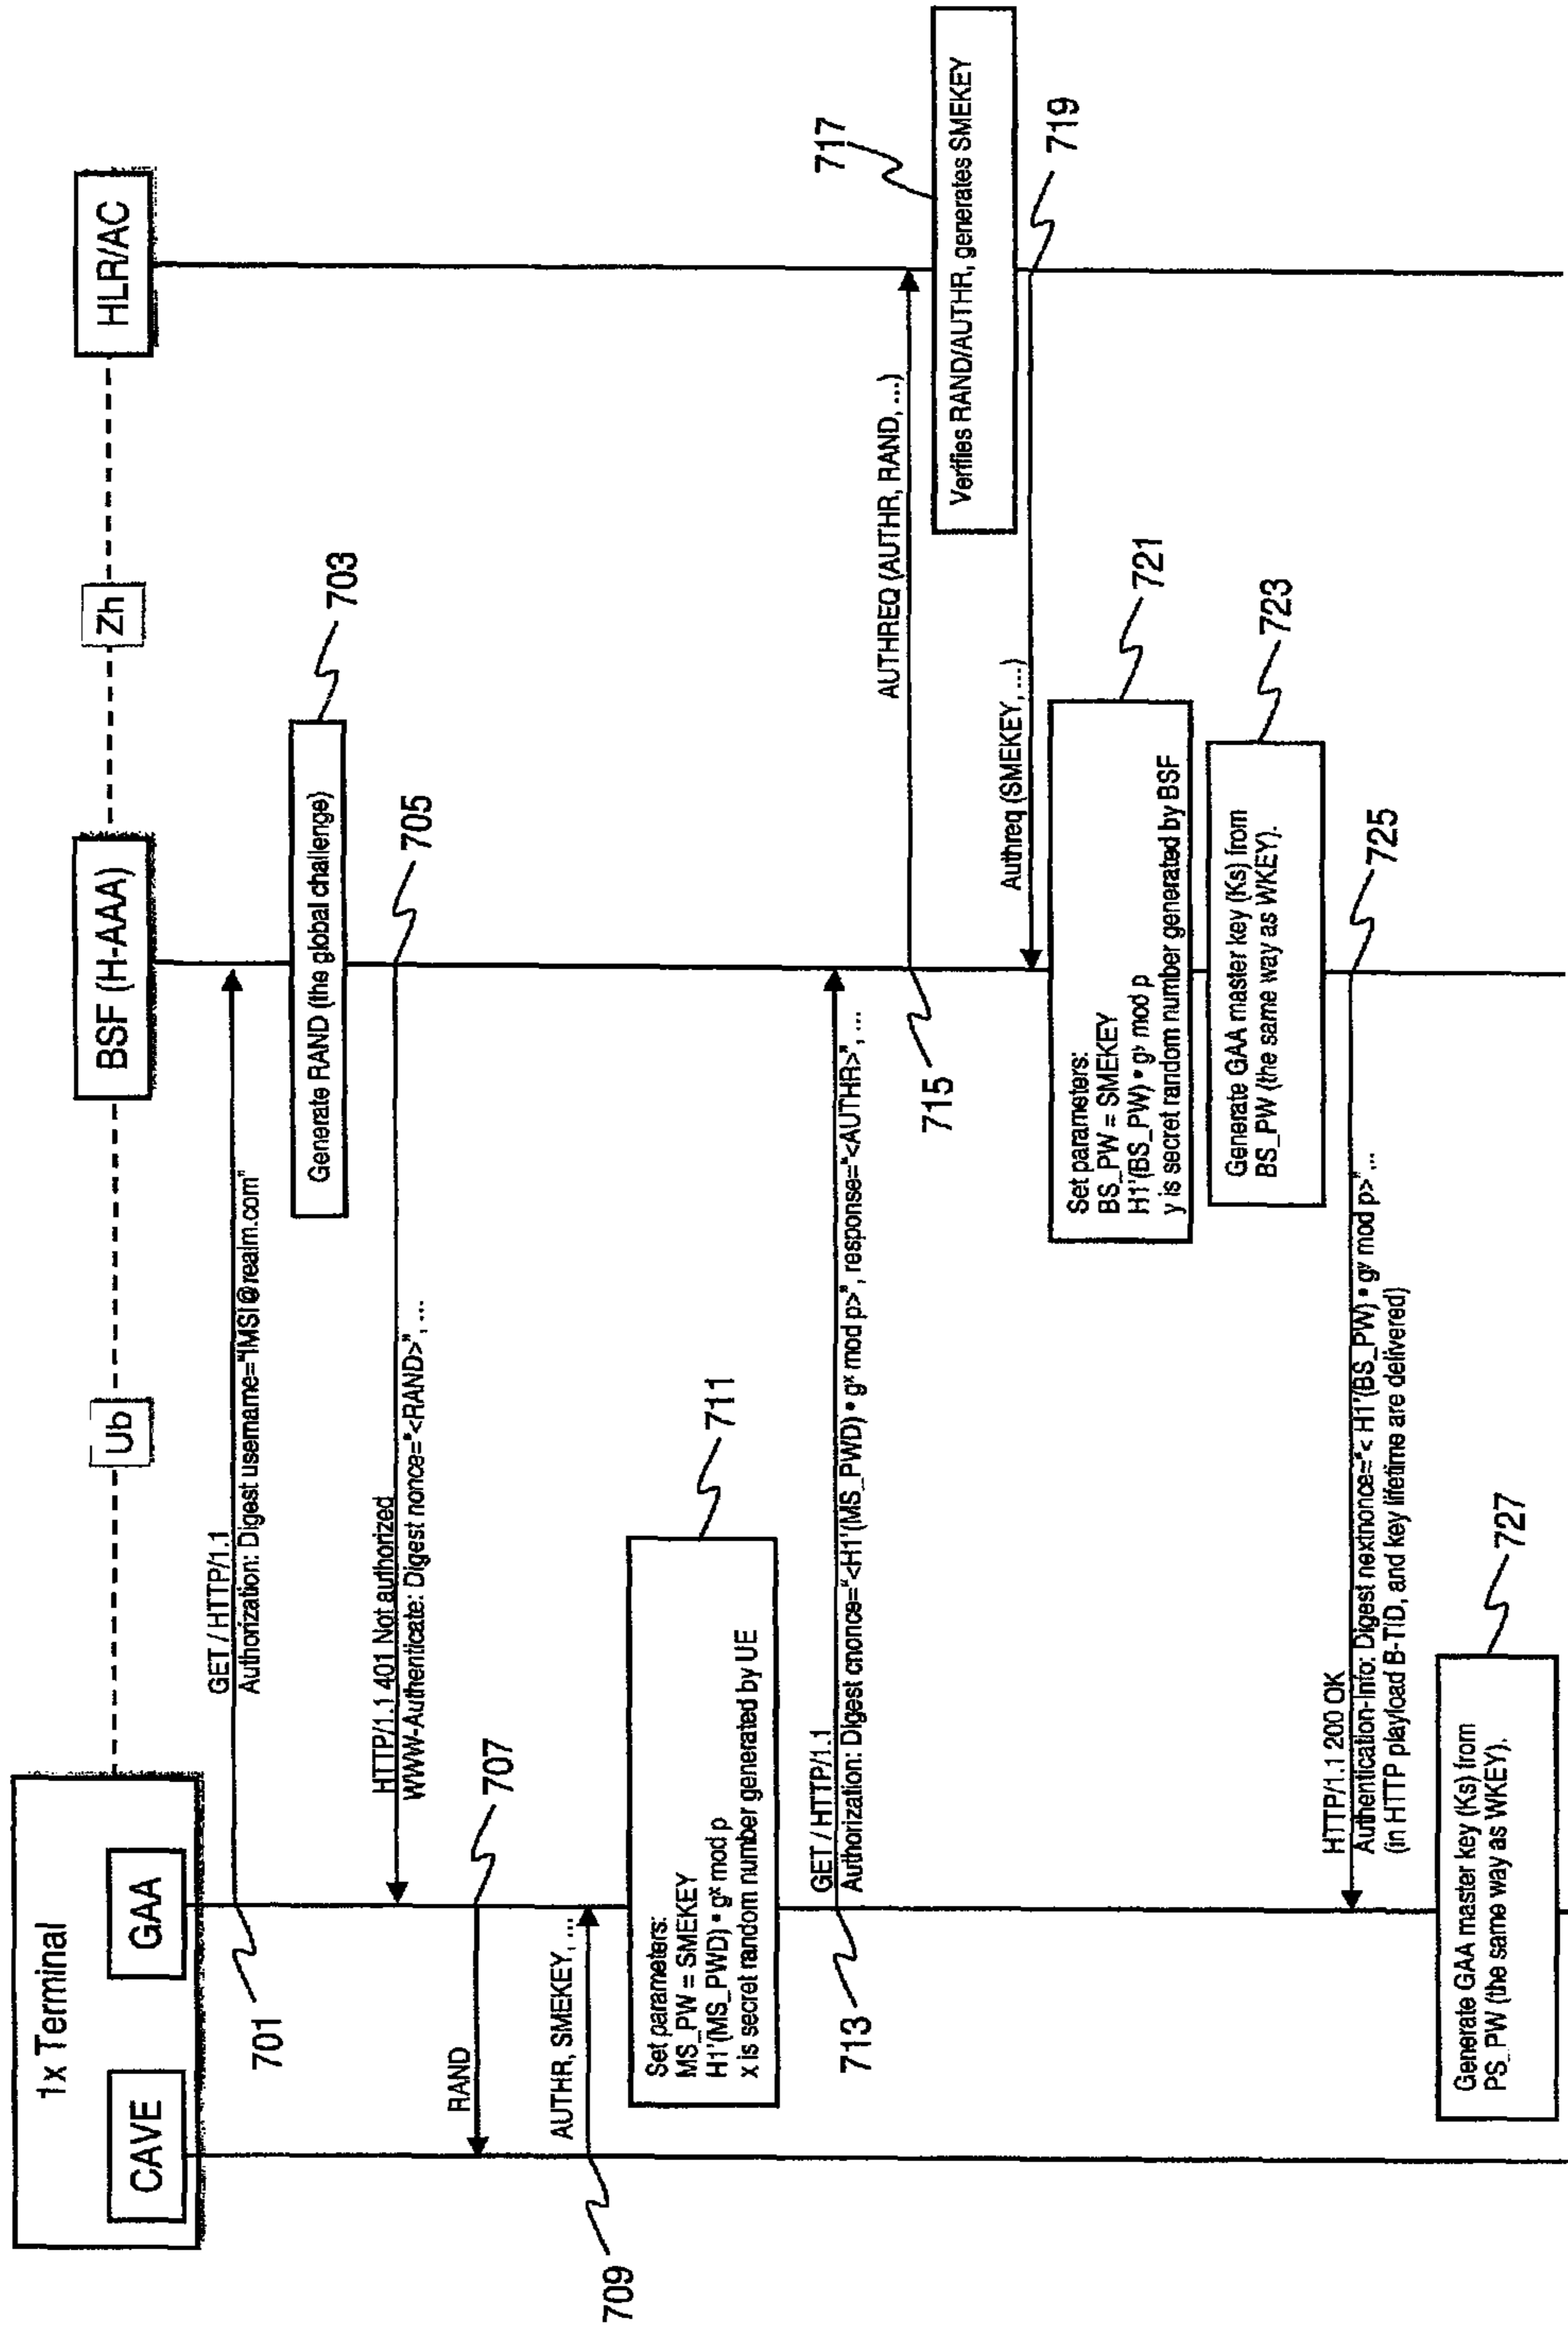 1x Terminal
CAVE
GAA
Ub
BSF (H-AAA)
Zh
HLR/AC
GET / HTTP/1.1
Authorization: Digest username="IMSI@realm.com"
701
Generate RAND (the global challenge)
703
HTTP/1.1 401 Not authorized
WWW-Authenticate: Digest nonce="<RAND>", ...
705
RAND
707
AUTHR, SMEKEY, ...
709
Set parameters:
MS_PW = SMEKEY
H1'(MS_PWD) • gˣ mod p
x is secret random number generated by UE
711
GET / HTTP/1.1
Authorization: Digest cnonce="<H1'(MS_PWD) • gˣ mod p>", response="<AUTHR>", ...
713
AUTHREQ (AUTHR, RAND, ...)
715
Verifies RAND/AUTHR, generates SMEKEY
717
Authreq (SMEKEY, ...)
719
Set parameters:
BS_PW = SMEKEY
H1'(BS_PW) • gʸ mod p
y is secret random number generated by BSF
721
Generate GAA master key (Ks) from
BS_PW (the same way as WKEY).
723
HTTP/1.1 200 OK
Authentication-Info: Digest nextnonce="< H1'(BS_PW) • gʸ mod p>", ...
(in HTTP playload B-TID, and key lifetime are delivered)
725
Generate GAA master key (Ks) from
PS_PW (the same way as WKEY).
727